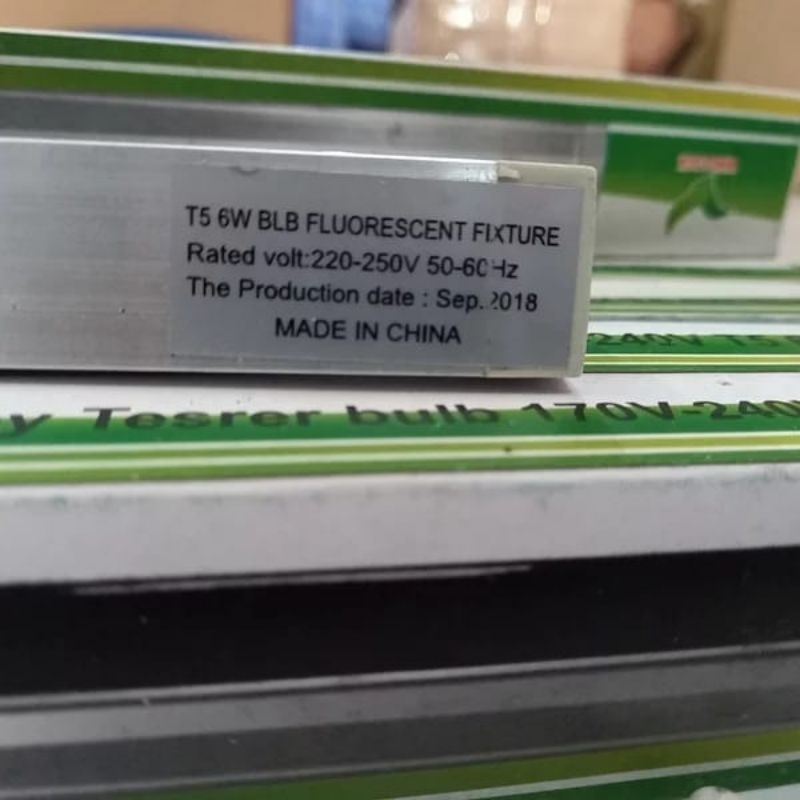 T5 6W BLB FLUORESCENT FIXTURE
Rated volt:220-250V 50-60Hz
The Production date : Sep.2018
MADE IN CHINA
240V T5
y Tesrer bulb 170V-240